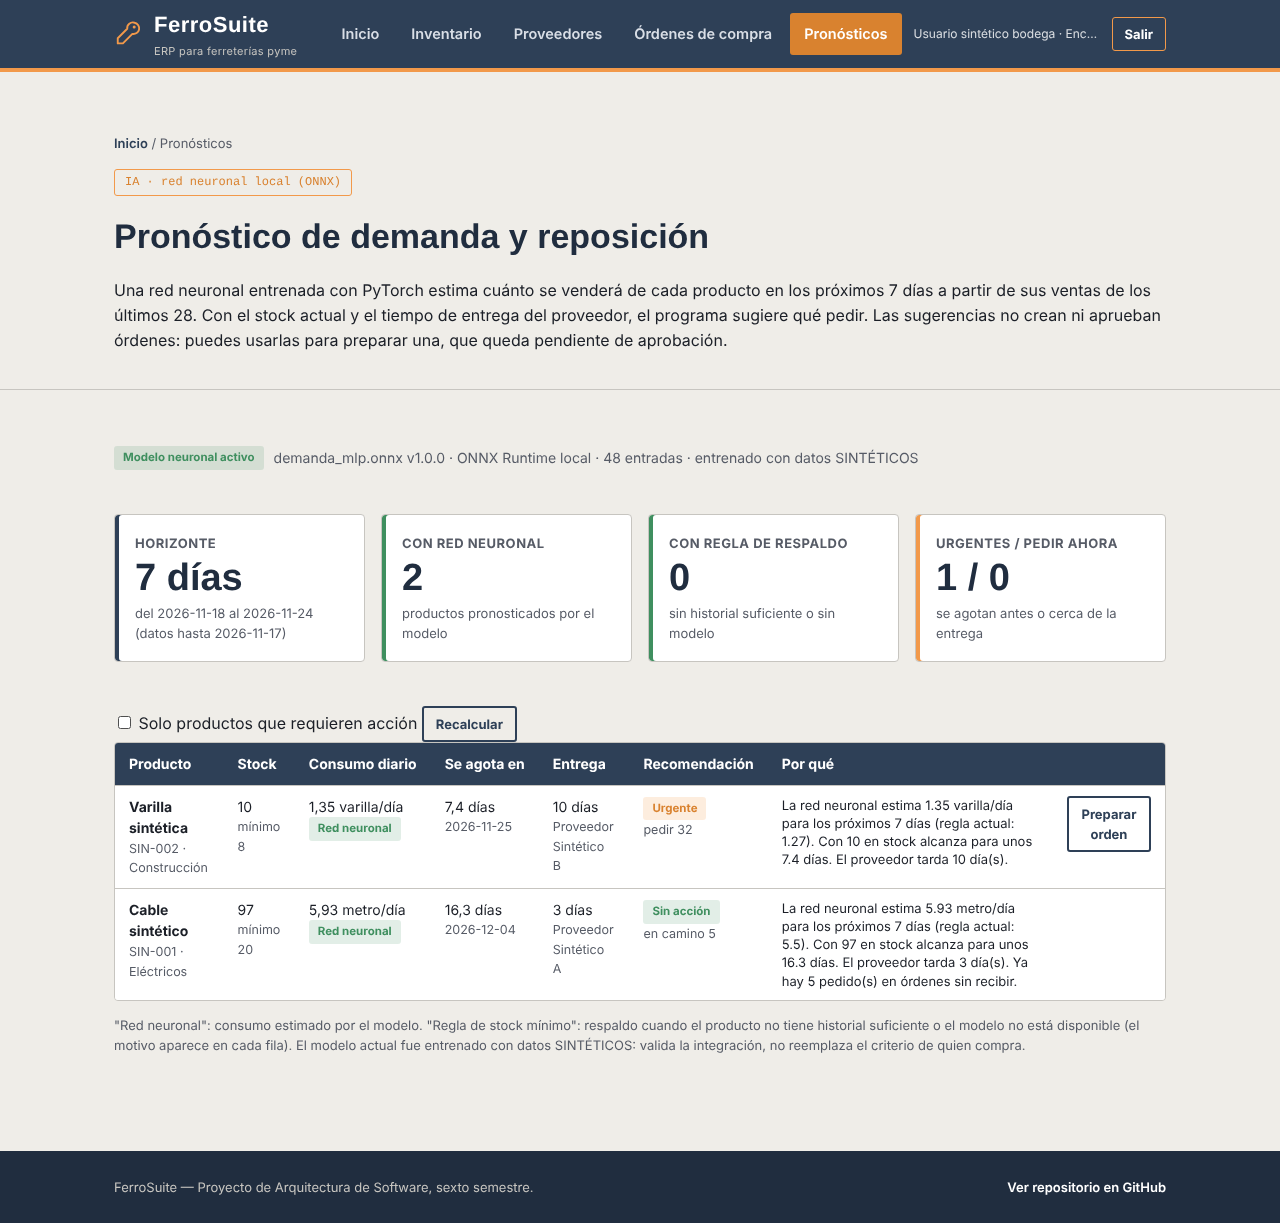 FerroSuite
ERP para ferreterías pyme
Inicio
Inventario
Proveedores
Órdenes de compra
Pronósticos
Usuario sintético bodega · Enc...
Salir
Inicio / Pronósticos
IA · red neuronal local (ONNX)
Pronóstico de demanda y reposición
Una red neuronal entrenada con PyTorch estima cuánto se venderá de cada producto en los próximos 7 días a partir de sus ventas de los
últimos 28. Con el stock actual y el tiempo de entrega del proveedor, el programa sugiere qué pedir. Las sugerencias no crean ni aprueban
órdenes: puedes usarlas para preparar una, que queda pendiente de aprobación.
Modelo neuronal activo
demanda_mlp.onnx v1.0.0 · ONNX Runtime local · 48 entradas · entrenado con datos SINTÉTICOS
HORIZONTE
7 días
del 2026-11-18 al 2026-11-24
(datos hasta 2026-11-17)
CON RED NEURONAL
2
productos pronosticados por el
modelo
CON REGLA DE RESPALDO
0
sin historial suficiente o sin
modelo
URGENTES / PEDIR AHORA
1 / 0
se agotan antes o cerca de la
entrega
Solo productos que requieren acción
Recalcular
Producto
Stock
Consumo diario
Se agota en
Entrega
Recomendación
Por qué
Varilla
sintética
SIN-002 ·
Construcción
10
mínimo
8
1,35 varilla/día
Red neuronal
7,4 días
2026-11-25
10 días
Proveedor
Sintético
B
Urgente
pedir 32
La red neuronal estima 1.35 varilla/día
para los próximos 7 días (regla actual:
1.27). Con 10 en stock alcanza para unos
7.4 días. El proveedor tarda 10 día(s).
Preparar
orden
Cable
sintético
SIN-001 ·
Eléctricos
97
mínimo
20
5,93 metro/día
Red neuronal
16,3 días
2026-12-04
3 días
Proveedor
Sintético
A
Sin acción
en camino 5
La red neuronal estima 5.93 metro/día
para los próximos 7 días (regla actual:
5.5). Con 97 en stock alcanza para unos
16.3 días. El proveedor tarda 3 día(s). Ya
hay 5 pedido(s) en órdenes sin recibir.
"Red neuronal": consumo estimado por el modelo. "Regla de stock mínimo": respaldo cuando el producto no tiene historial suficiente o el modelo no está disponible (el
motivo aparece en cada fila). El modelo actual fue entrenado con datos SINTÉTICOS: valida la integración, no reemplaza el criterio de quien compra.
FerroSuite — Proyecto de Arquitectura de Software, sexto semestre.
Ver repositorio en GitHub